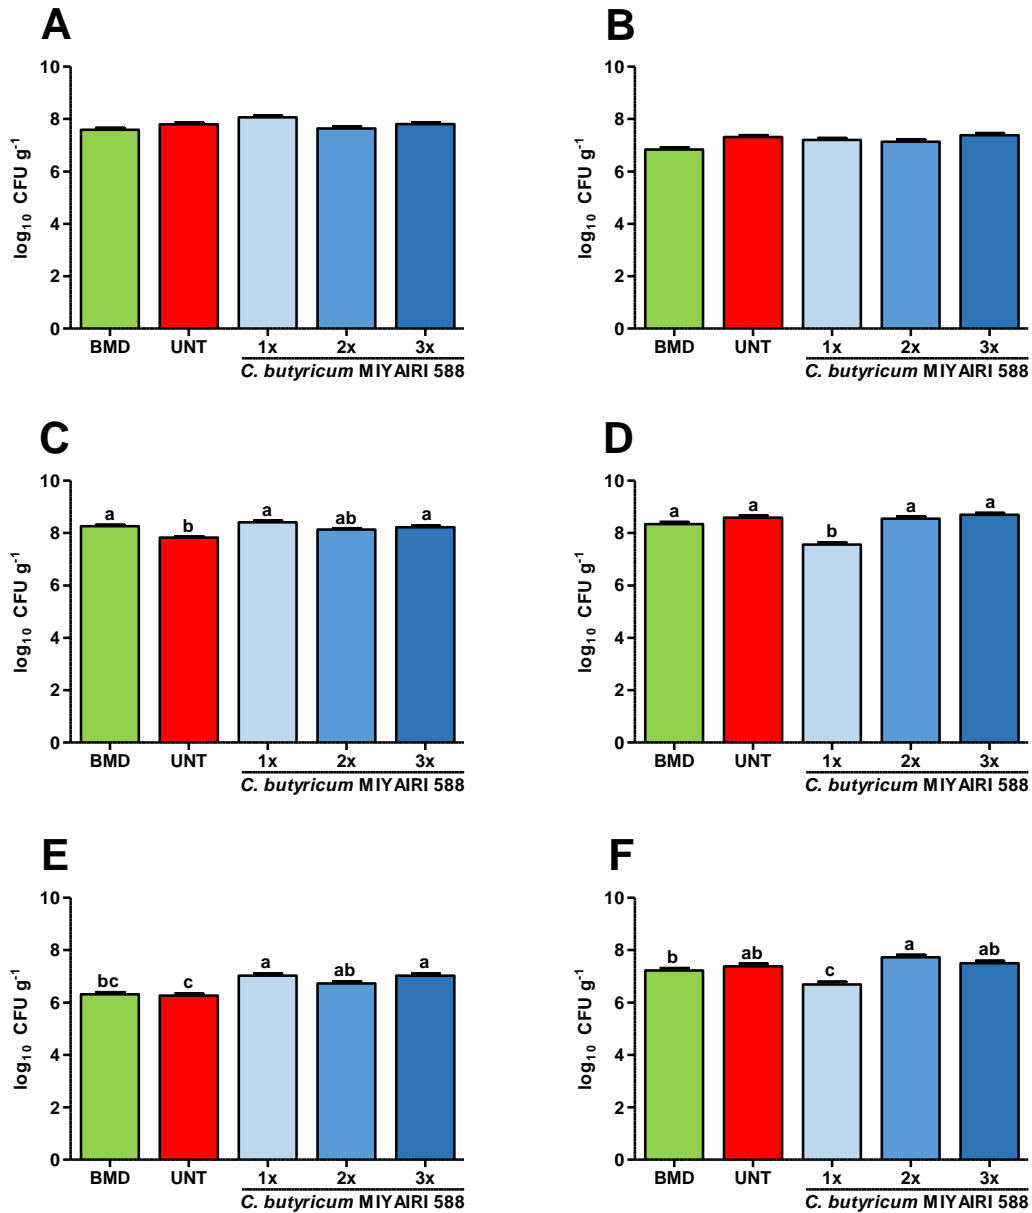 A
B
10
8
6
4
2
0
log₁₀ CFU g⁻¹
BMD UNT 1x 2x 3x
C. butyricum MIYAIRI 588
10
8
6
4
2
0
log₁₀ CFU g⁻¹
BMD UNT 1x 2x 3x
C. butyricum MIYAIRI 588
C
D
10
8
6
4
2
0
log₁₀ CFU g⁻¹
a b a ab a
BMD UNT 1x 2x 3x
C. butyricum MIYAIRI 588
10
8
6
4
2
0
log₁₀ CFU g⁻¹
a a b a a
BMD UNT 1x 2x 3x
C. butyricum MIYAIRI 588
E
F
10
8
6
4
2
0
log₁₀ CFU g⁻¹
bc c a ab a
BMD UNT 1x 2x 3x
C. butyricum MIYAIRI 588
10
8
6
4
2
0
log₁₀ CFU g⁻¹
b ab c a ab
BMD UNT 1x 2x 3x
C. butyricum MIYAIRI 588